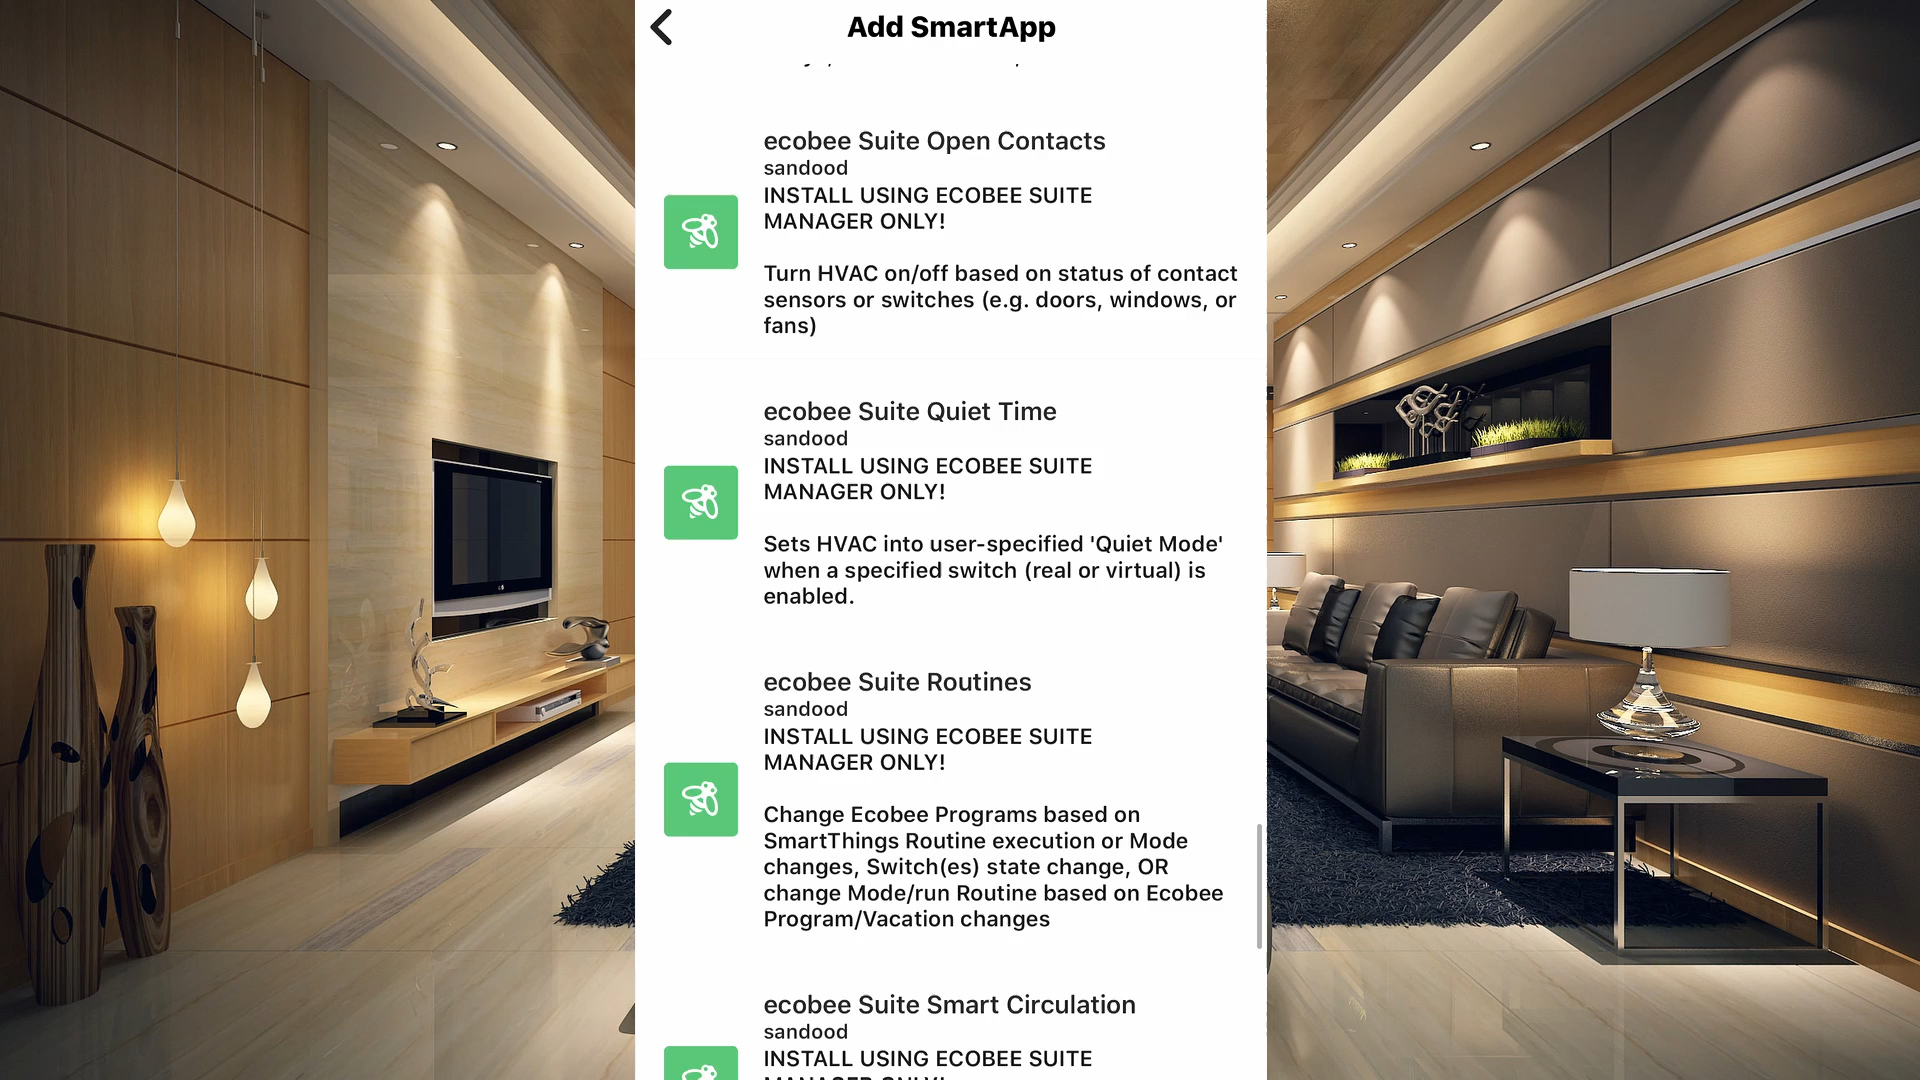 Add SmartApp
ecobee Suite Open Contacts
sandood
INSTALL USING ECOBEE SUITE
MANAGER ONLY!
Turn HVAC on/off based on status of contact
sensors or switches (e.g. doors, windows, or
fans)
ecobee Suite Quiet Time
sandood
INSTALL USING ECOBEE SUITE
MANAGER ONLY!
Sets HVAC into user-specified 'Quiet Mode'
when a specified switch (real or virtual) is
enabled.
ecobee Suite Routines
sandood
INSTALL USING ECOBEE SUITE
MANAGER ONLY!
Change Ecobee Programs based on
SmartThings Routine execution or Mode
changes, Switch(es) state change, OR
change Mode/run Routine based on Ecobee
Program/Vacation changes
ecobee Suite Smart Circulation
sandood
INSTALL USING ECOBEE SUITE